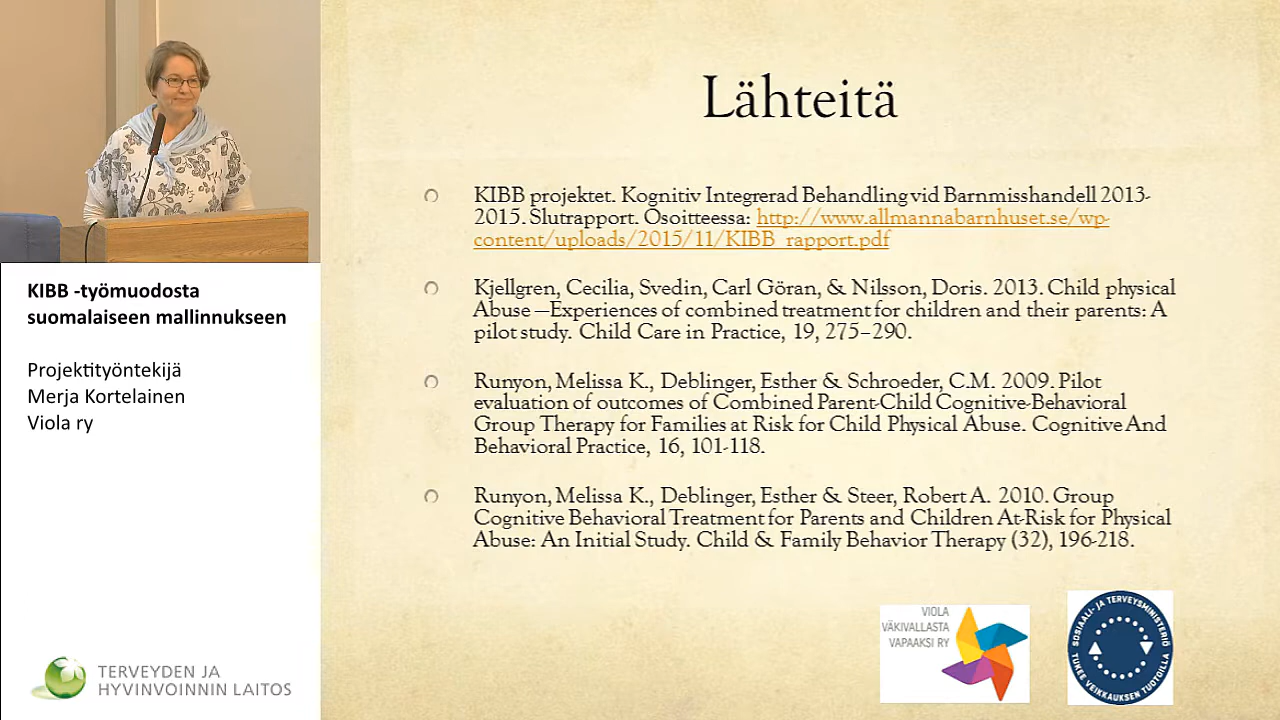 KIBB -työmuodosta
suomalaiseen mallinnukseen
Projektityöntekijä
Merja Kortelainen
Viola ry
TERVEYDEN JA
HYVINVOINNIN LAITOS
Lähteitä
KIBB projektet. Kognitiv Integrerad Behandling vid Barnmisshandell 2013-
2015. Slutrapport. Osoitteessa: http://www.allmannabarnhuset.se/wp-
content/uploads/2015/11/KIBB_rapport.pdf
Kjellgren, Cecilia, Svedin, Carl Göran, & Nilsson, Doris. 2013. Child physical
Abuse —Experiences of combined treatment for children and their parents: A
pilot study. Child Care in Practice, 19, 275–290.
Runyon, Melissa K., Deblinger, Esther & Schroeder, C.M. 2009. Pilot
evaluation of outcomes of Combined Parent-Child Cognitive-Behavioral
Group Therapy for Families at Risk for Child Physical Abuse. Cognitive And
Behavioral Practice, 16, 101-118.
Runyon, Melissa K., Deblinger, Esther & Steer, Robert A. 2010. Group
Cognitive Behavioral Treatment for Parents and Children At-Risk for Physical
Abuse: An Initial Study. Child & Family Behavior Therapy (32), 196-218.
VIOLA
VÄKIVALLASTA
VAPAAKSI RY
SOSIAALI- JA TERVEYSMINISTERIÖ
TUKEE VEIKKAUKSEN TUOTOILLA